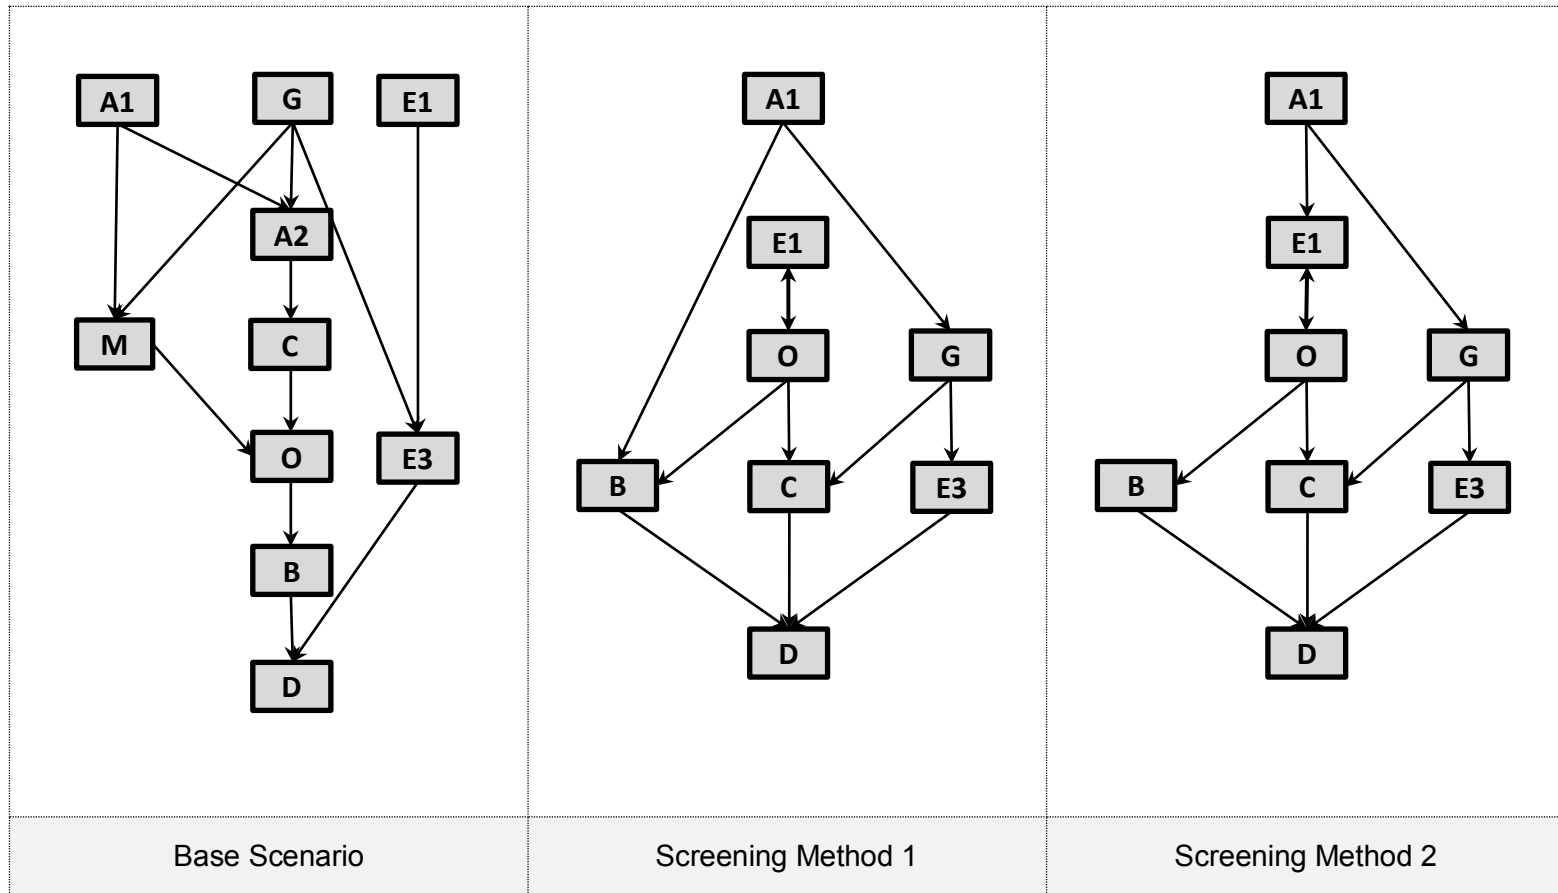 A1
G
E1
A2
M
C
O
E3
B
D
Base Scenario
A1
E1
O
G
B
C
E3
D
Screening Method 1
A1
E1
O
G
B
C
E3
D
Screening Method 2